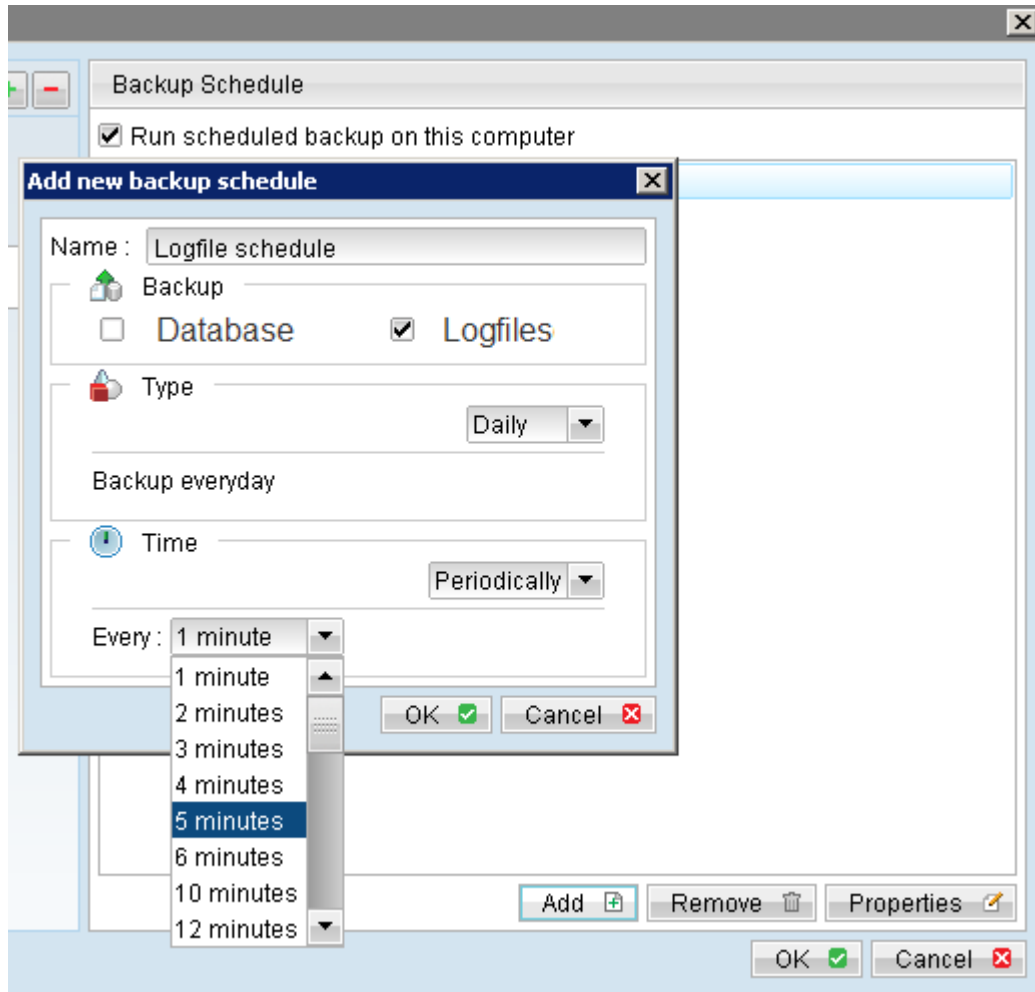 Backup Schedule
Run scheduled backup on this computer
Add new backup schedule
Name : Logfile schedule
Backup
Database Logfiles
Type
Daily
Backup everyday
Time
Periodically
Every : 1 minute
1 minute
2 minutes
3 minutes
4 minutes
5 minutes
6 minutes
10 minutes
12 minutes
OK Cancel
Add Remove Properties
OK Cancel